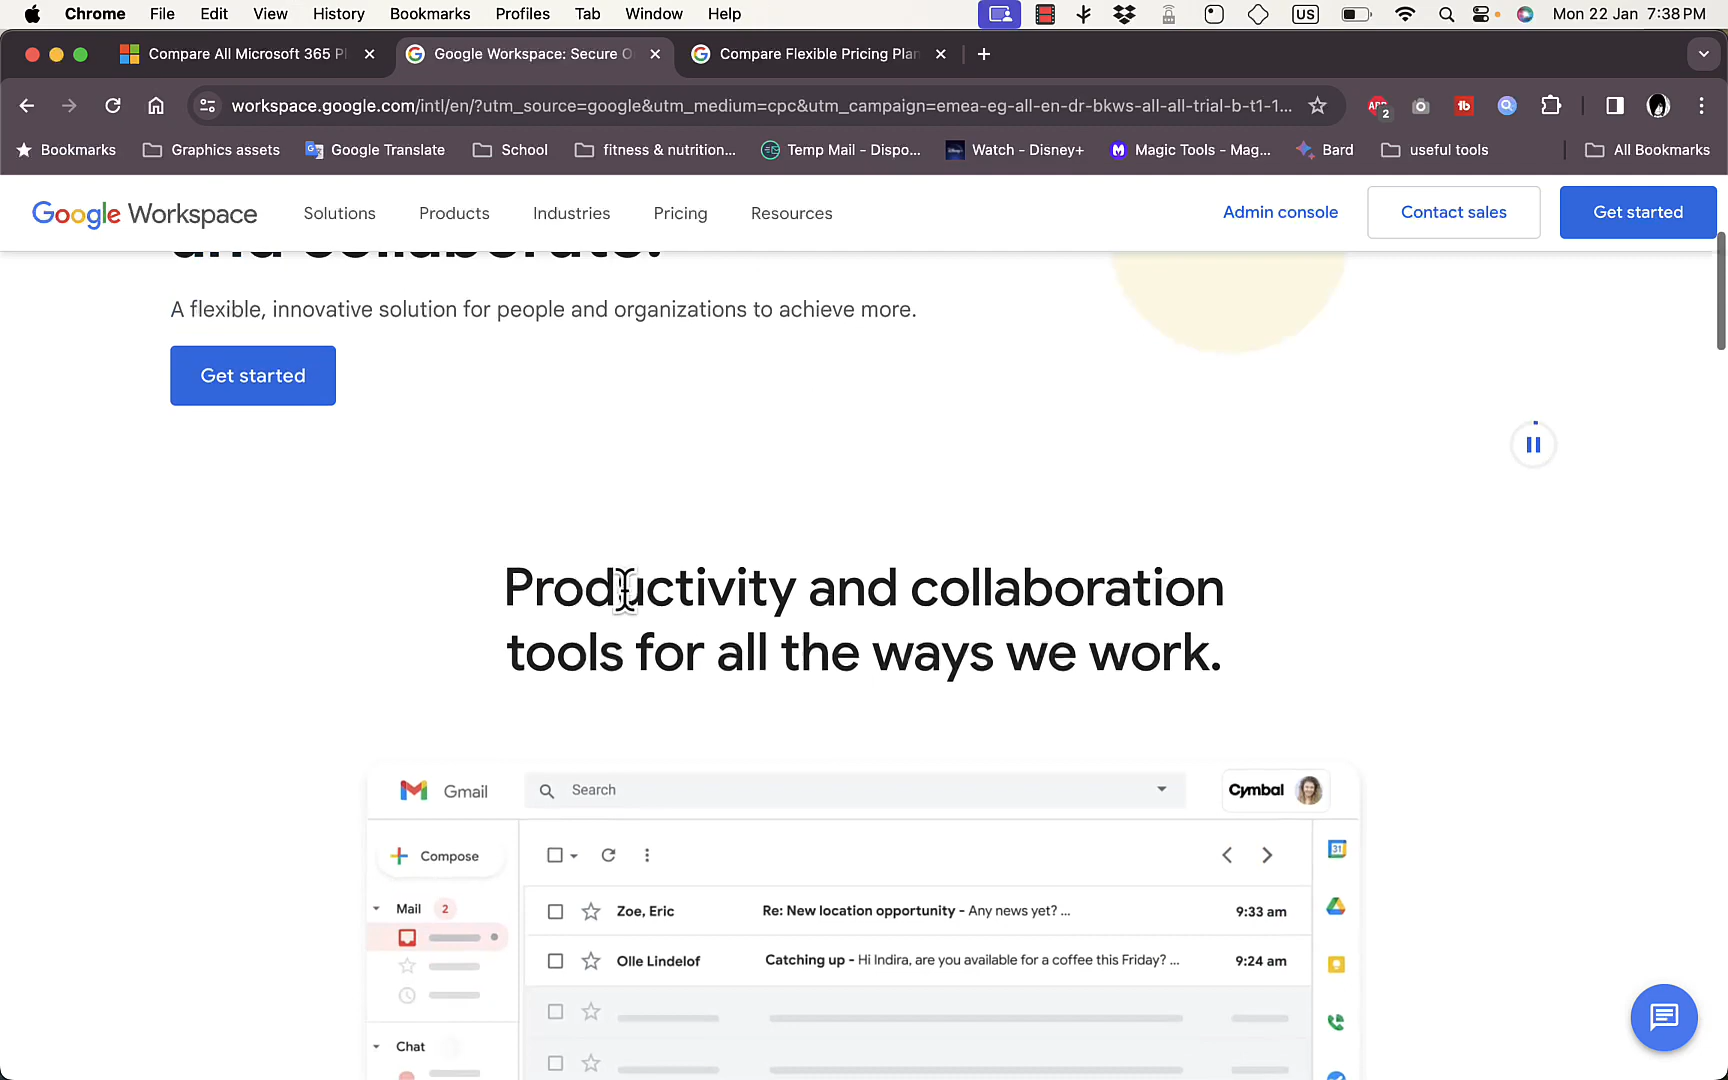 Chrome File Edit View History Bookmarks Profiles Tab Window Help US Mon 22 Jan 7:38 PM
Compare All Microsoft 365 Pl Google Workspace: Secure O Compare Flexible Pricing Plan
workspace.google.com/intl/en/?utm_source=google&utm_medium=cpc&utm_campaign=emea-eg-all-en-dr-bkws-all-all-trial-b-t1-1... ABP 2 tb
Bookmarks Graphics assets Google Translate School fitness & nutrition... Temp Mail - Dispo... Watch - Disney+ M Magic Tools - Mag... Bard useful tools All Bookmarks
Google Workspace Solutions Products Industries Pricing Resources Admin console Contact sales Get started
and collaborate.
A flexible, innovative solution for people and organizations to achieve more.
Get started
Productivity and collaboration
tools for all the ways we work.
Gmail Search Cymbal
Compose 31
Mail 2
Zoe, Eric Re: New location opportunity - Any news yet? ... 9:33 am
Olle Lindelof Catching up - Hi Indira, are you available for a coffee this Friday? ... 9:24 am
Chat